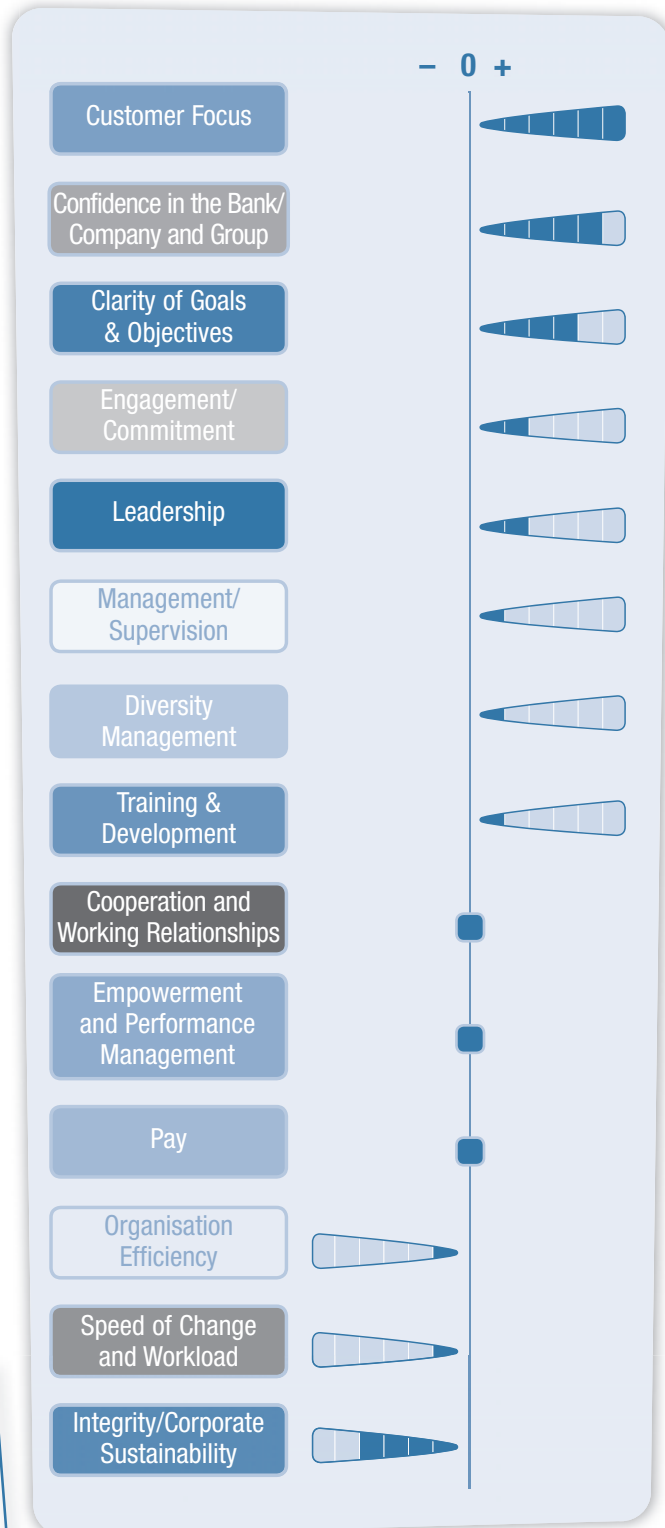 − 0 +
Customer Focus
Confidence in the Bank/
Company and Group
Clarity of Goals
& Objectives
Engagement/
Commitment
Leadership
Management/
Supervision
Diversity
Management
Training &
Development
Cooperation and
Working Relationships
Empowerment
and Performance
Management
Pay
Organisation
Efficiency
Speed of Change
and Workload
Integrity/Corporate
Sustainability